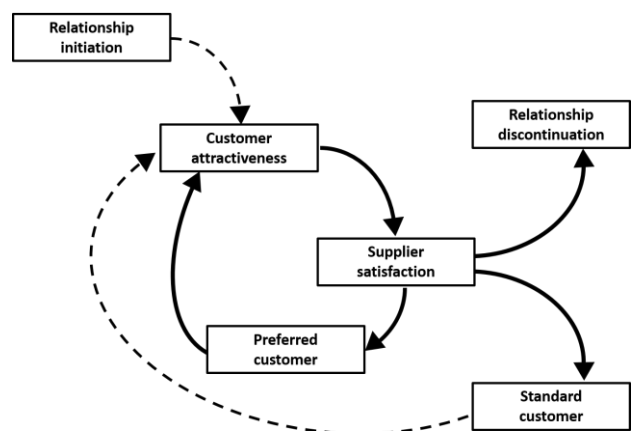 Relationship
initiation
Customer
attractiveness
Relationship
discontinuation
Supplier
satisfaction
Preferred
customer
Standard
customer